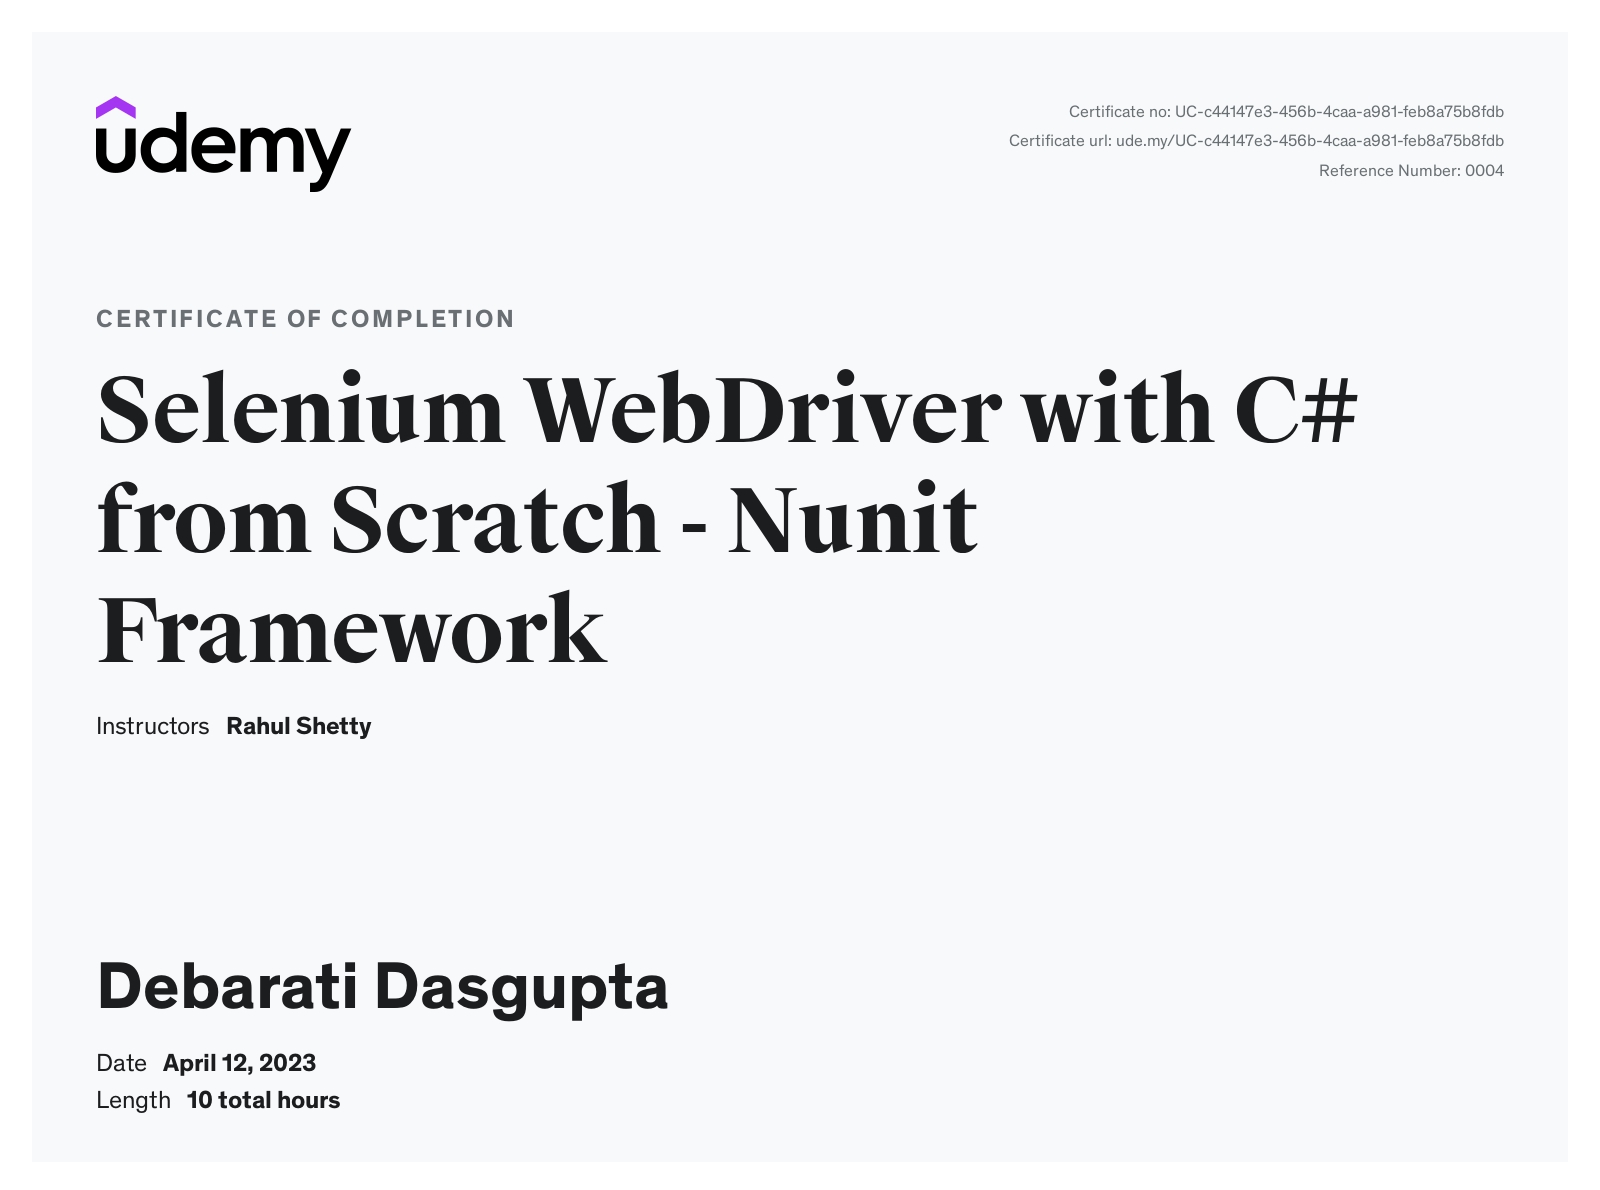 udemy
Certificate no: UC-c44147e3-456b-4caa-a981-feb8a75b8fdb
Certificate url: ude.my/UC-c44147e3-456b-4caa-a981-feb8a75b8fdb
Reference Number: 0004
CERTIFICATE OF COMPLETION
Selenium WebDriver with C#
from Scratch - Nunit
Framework
Instructors Rahul Shetty
Debarati Dasgupta
Date April 12, 2023
Length 10 total hours